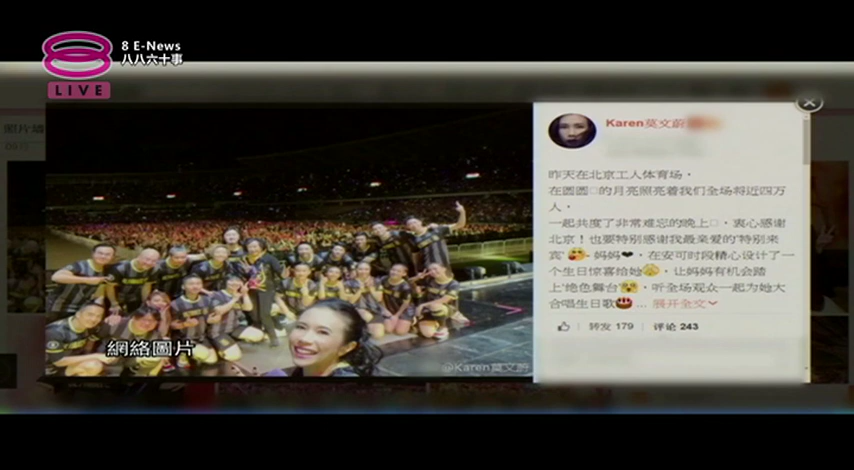 8 E-News
八八六十事
LIVE
照片墙
Karen莫文蔚
昨天在北京工人体育场,
在圆圆的月亮照亮着我们全场将近四万
人,
一起共度了非常难忘的晚上,衷心感谢
北京!也要特别感谢我最亲爱的'特别来
宾' - 妈妈❤,在安可时段精心设计了一
个生日惊喜给她,让妈妈有机会踏
上'绝色舞台',听全场观众一起为她大
合唱生日歌 ... 展开全文
转发 179 评论 243
網絡圖片
@Karen莫文蔚